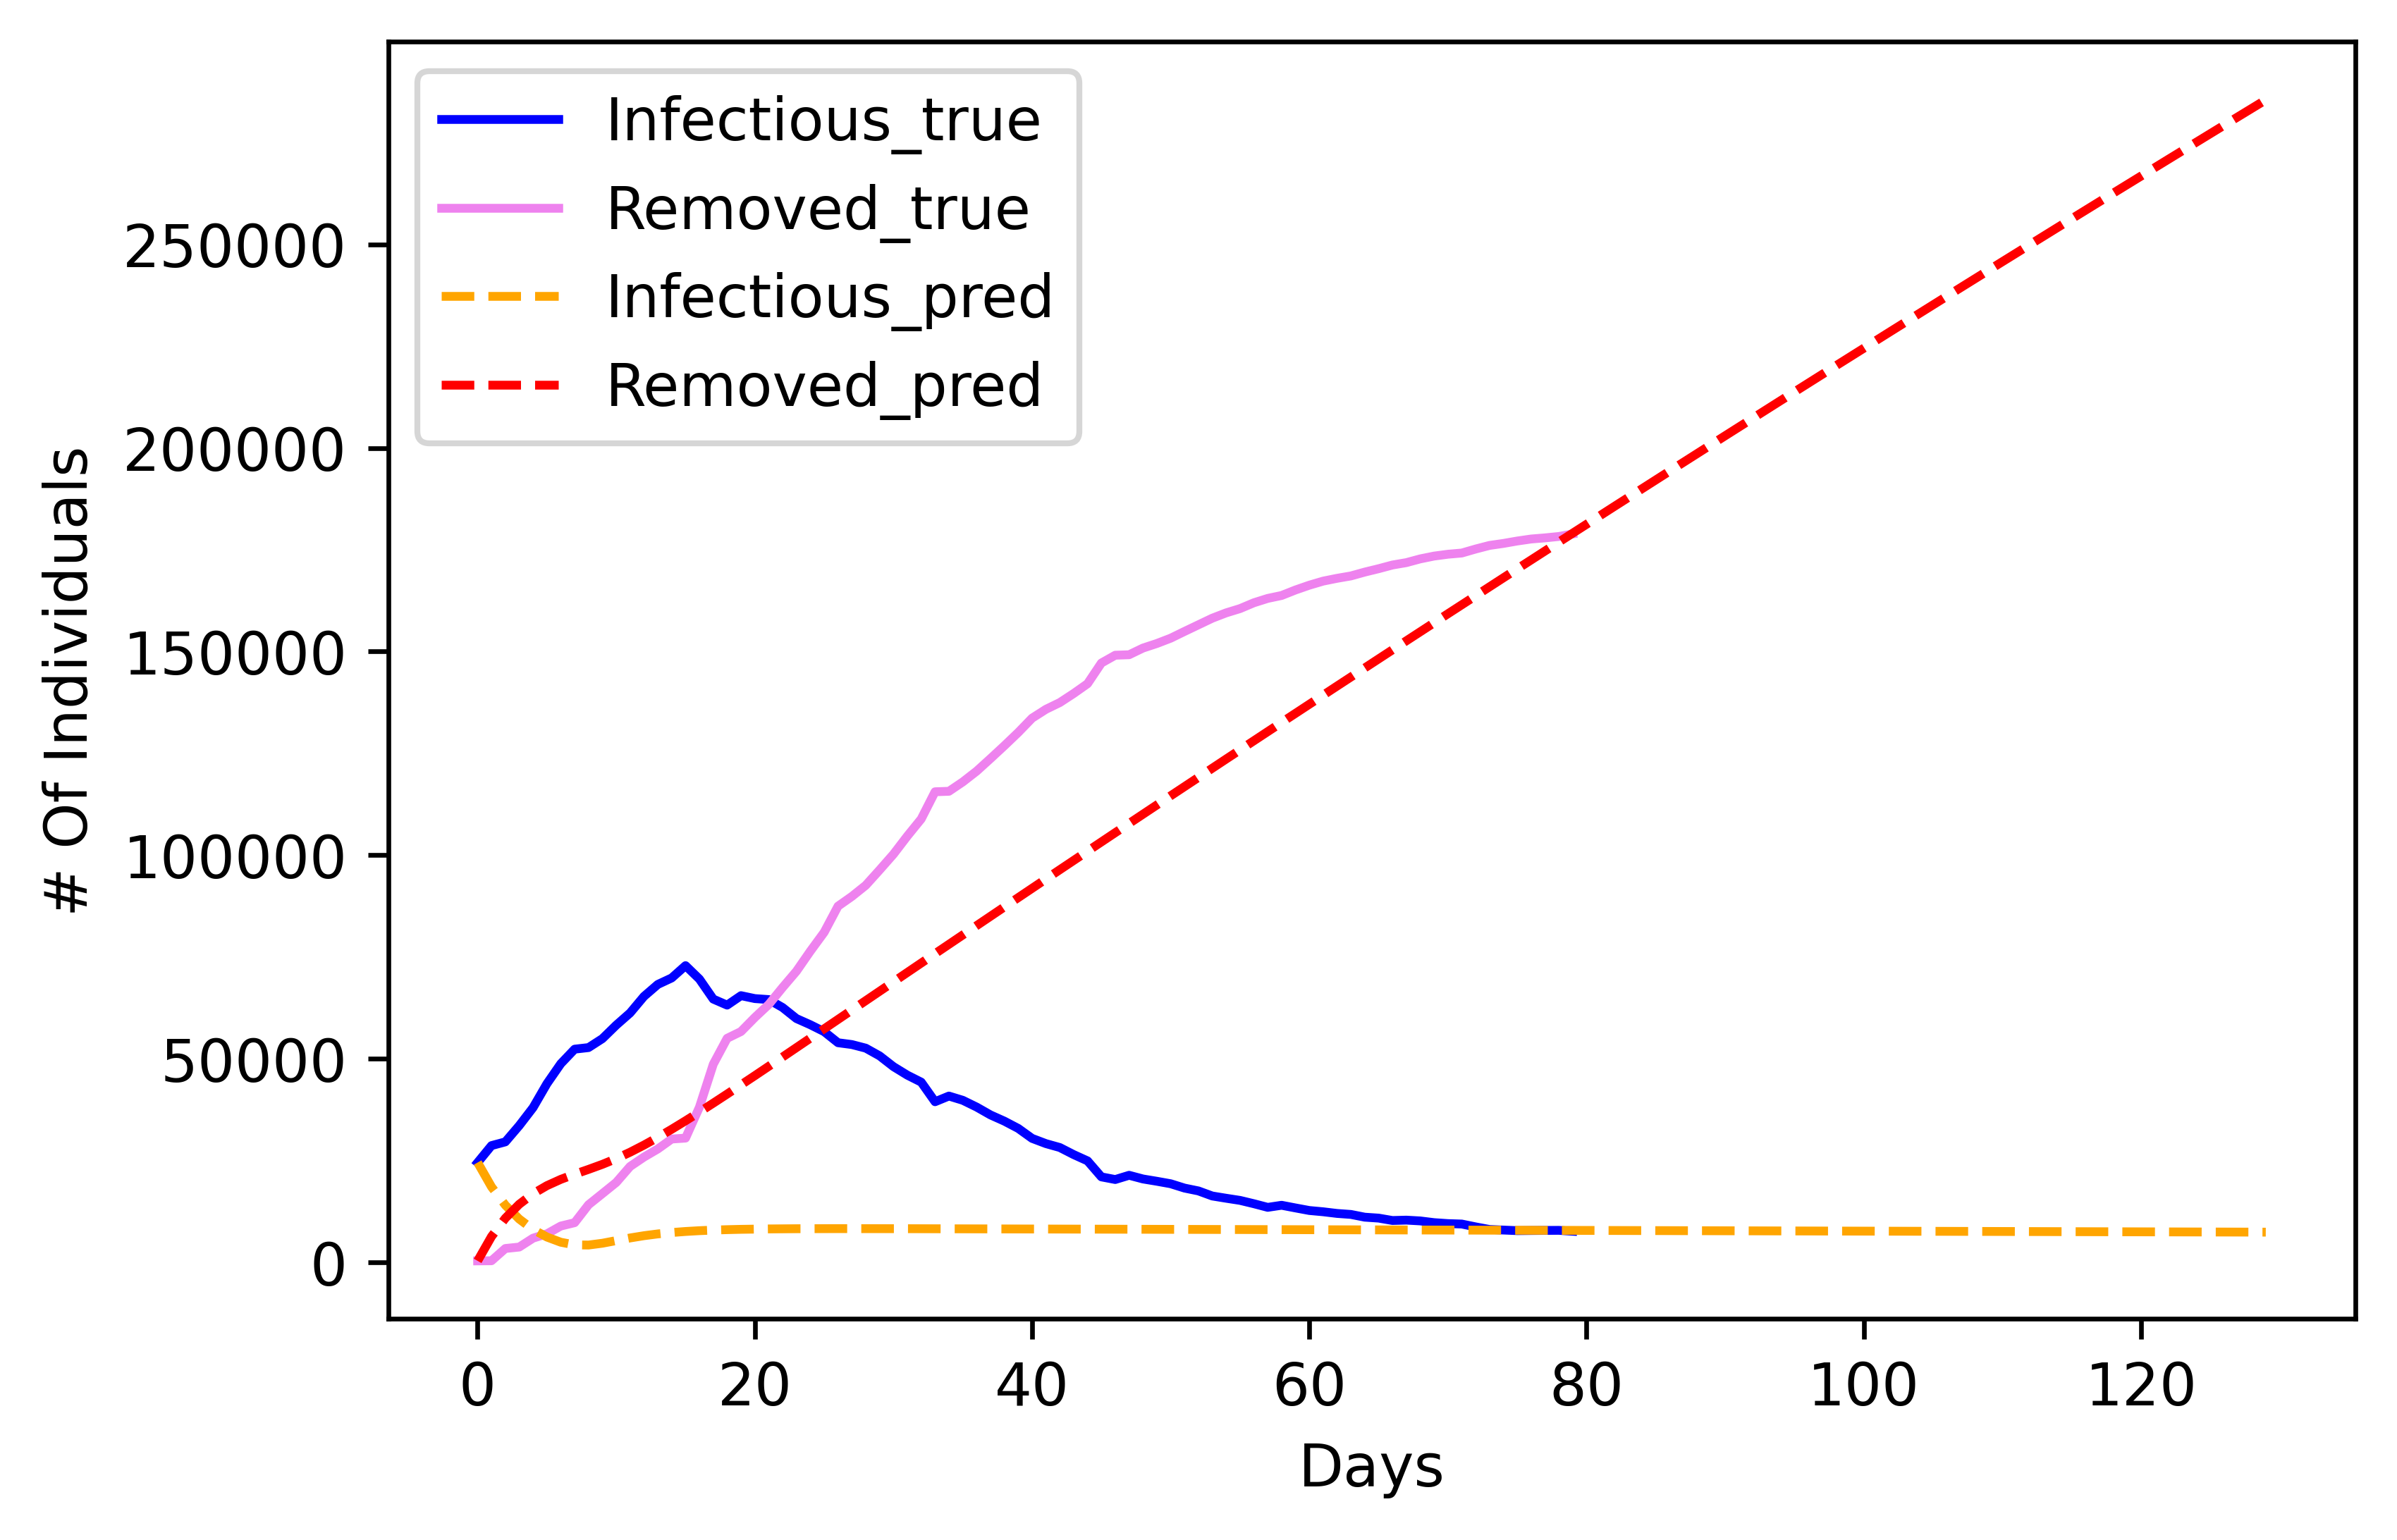 Infectious_true
Removed_true
Infectious_pred
Removed_pred
# Of Individuals
250000
200000
150000
100000
50000
0
0 20 40 60 80 100 120
Days